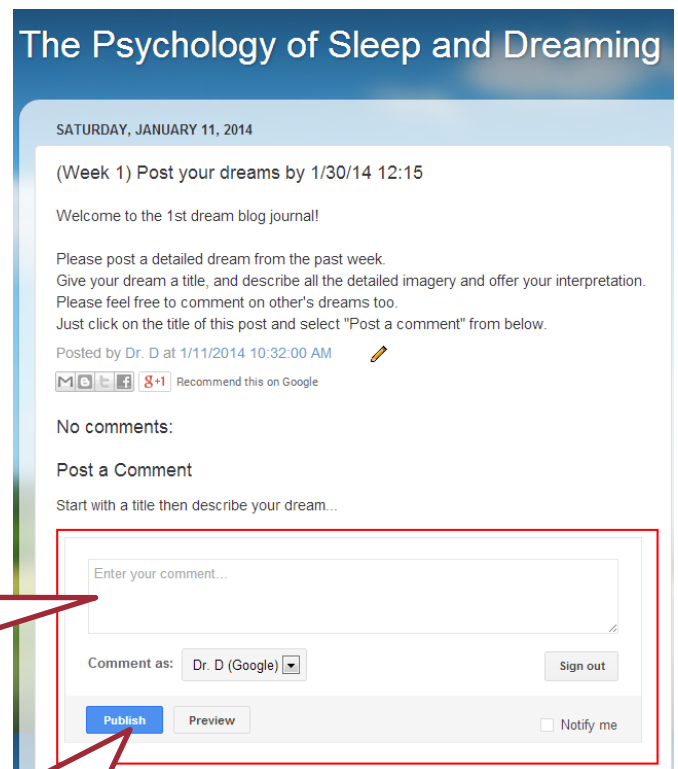 The Psychology of Sleep and Dreaming
SATURDAY, JANUARY 11, 2014
(Week 1) Post your dreams by 1/30/14 12:15
Welcome to the 1st dream blog journal!
Please post a detailed dream from the past week.
Give your dream a title, and describe all the detailed imagery and offer your interpretation.
Please feel free to comment on other's dreams too.
Just click on the title of this post and select "Post a comment" from below.
Posted by Dr. D at 1/11/2014 10:32:00 AM
g+1 Recommend this on Google
No comments:
Post a Comment
Start with a title then describe your dream...
Enter your comment...
Comment as: Dr. D (Google) Sign out
Publish Preview Notify me